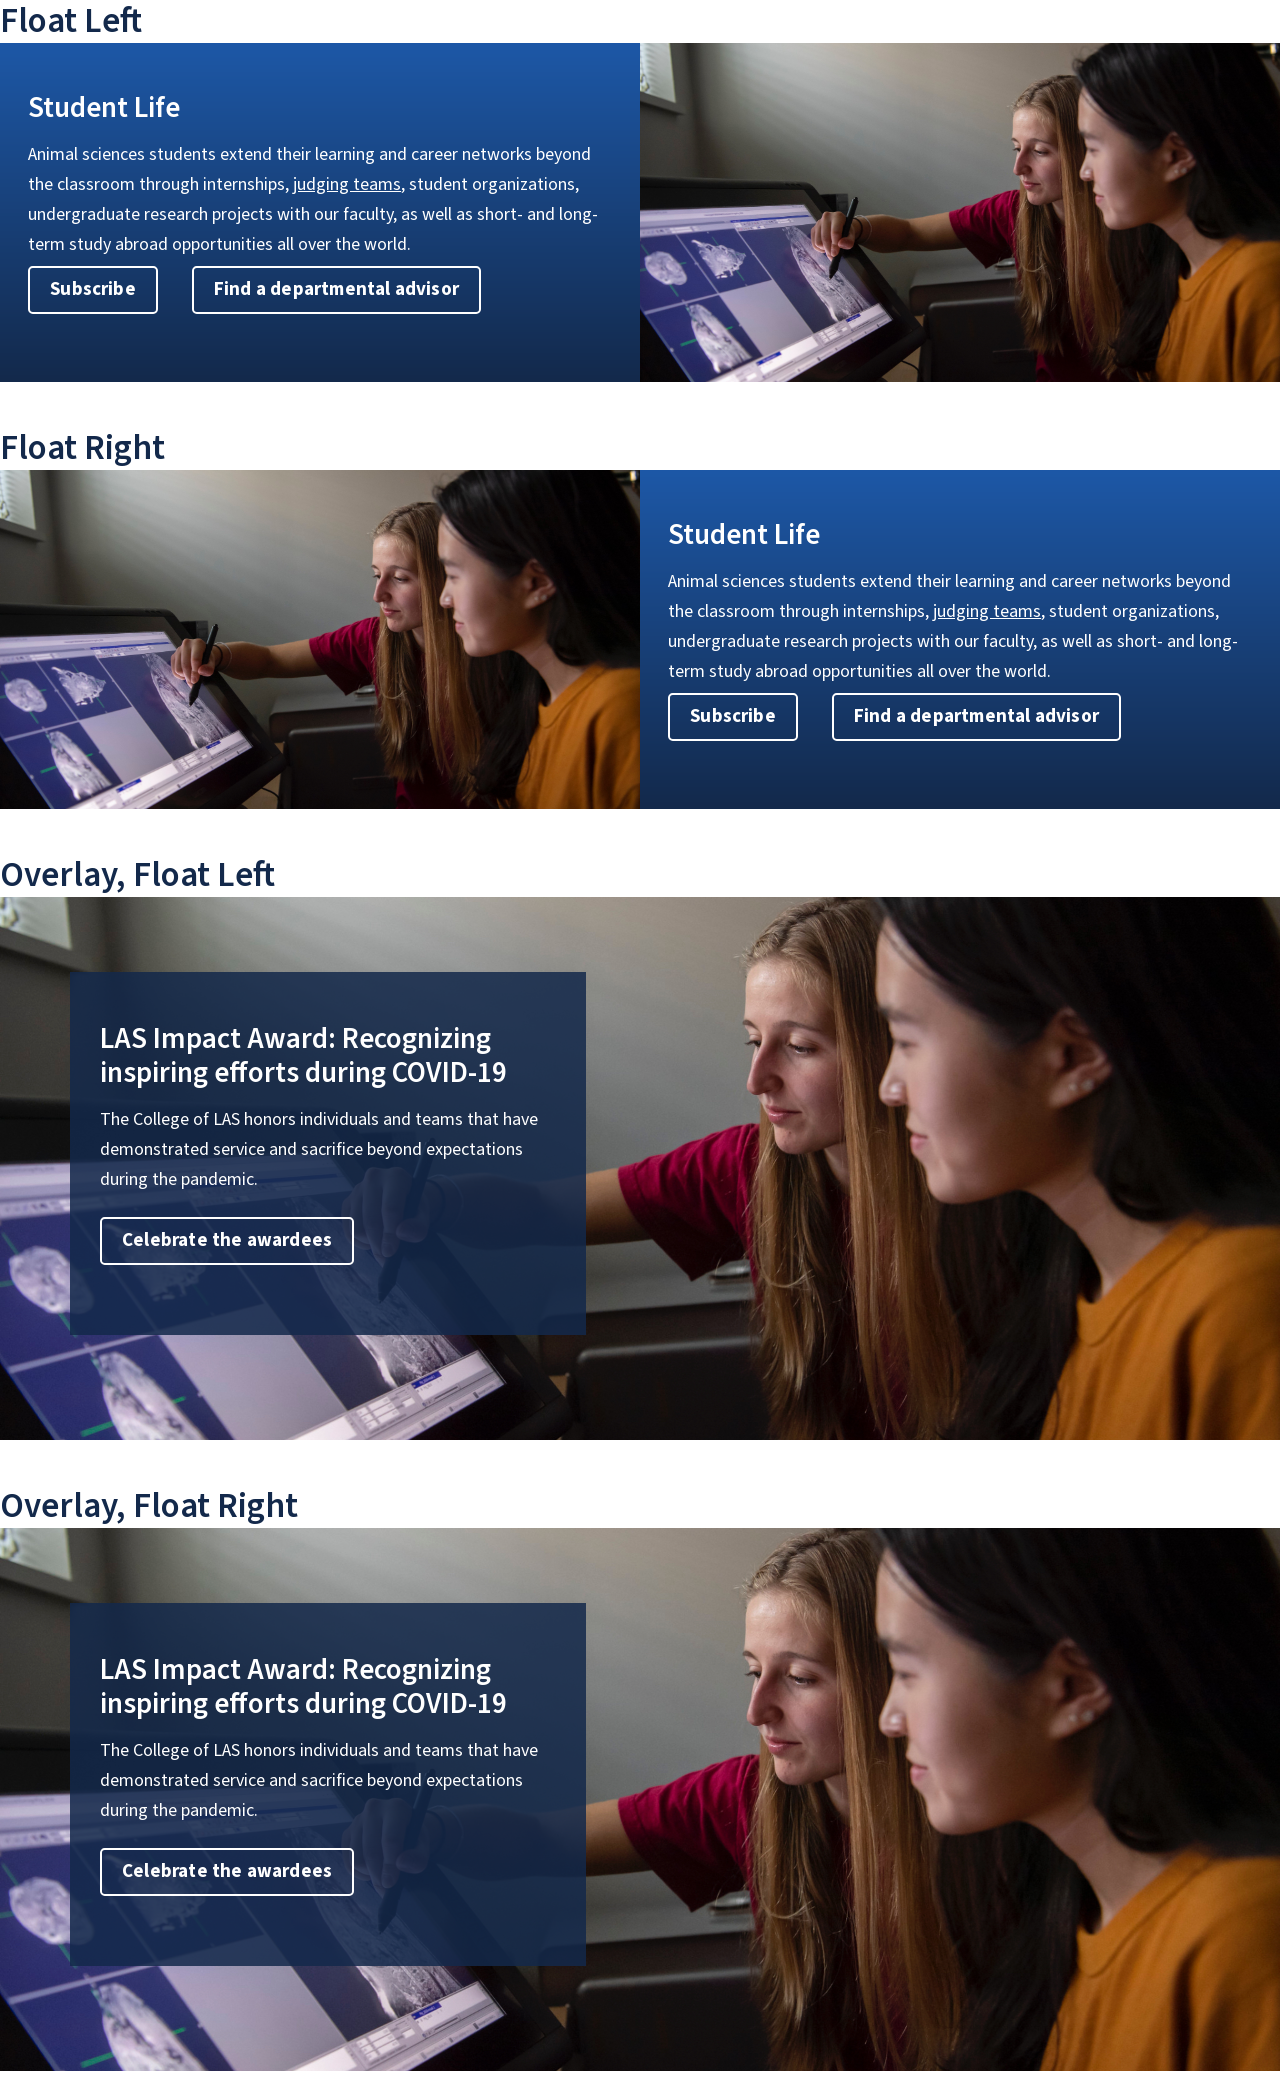 Float Left
Student Life
Animal sciences students extend their learning and career networks beyond
the classroom through internships, judging teams, student organizations,
undergraduate research projects with our faculty, as well as short- and long-
term study abroad opportunities all over the world.
Subscribe
Find a departmental advisor
Float Right
Student Life
Animal sciences students extend their learning and career networks beyond
the classroom through internships, judging teams, student organizations,
undergraduate research projects with our faculty, as well as short- and long-
term study abroad opportunities all over the world.
Subscribe
Find a departmental advisor
Overlay, Float Left
LAS Impact Award: Recognizing
inspiring efforts during COVID-19
The College of LAS honors individuals and teams that have
demonstrated service and sacrifice beyond expectations
during the pandemic.
Celebrate the awardees
Overlay, Float Right
LAS Impact Award: Recognizing
inspiring efforts during COVID-19
The College of LAS honors individuals and teams that have
demonstrated service and sacrifice beyond expectations
during the pandemic.
Celebrate the awardees